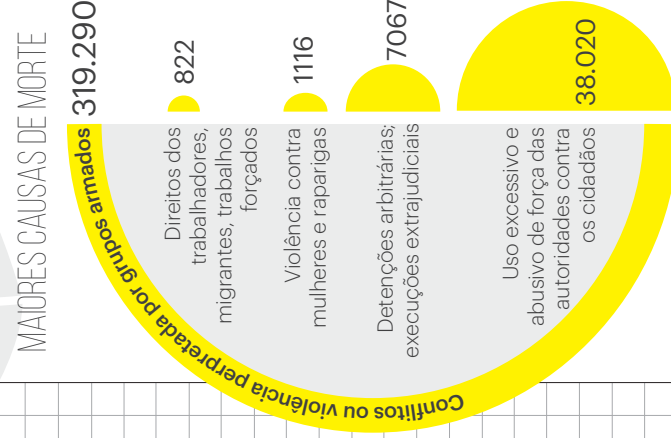 MAIORES CAUSAS DE MORTE
319.290
Conflitos ou violência perpretada por grupos armados
822
Direitos dos
trabalhadores,
migrantes, trabalhos
forçados
1116
Violência contra
mulheres e raparigas
7067
Detenções arbitrárias;
execuções extrajudiciais
38.020
Uso excessivo e
abusivo de força das
autoridades contra
os cidadãos